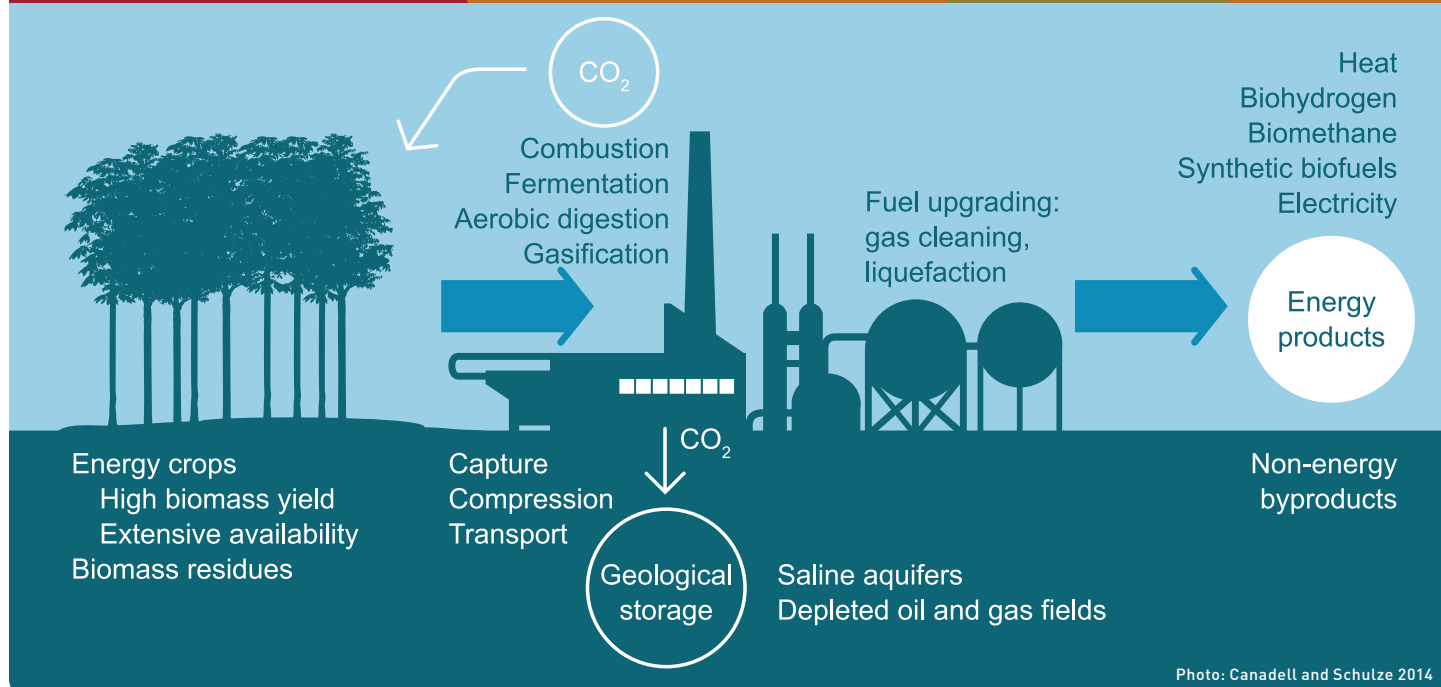 CO₂
Combustion
Fermentation
Aerobic digestion
Gasification
Fuel upgrading:
gas cleaning,
liquefaction
Heat
Biohydrogen
Biomethane
Synthetic biofuels
Electricity
Energy
products
Energy crops
High biomass yield
Extensive availability
Biomass residues
Capture
Compression
Transport
CO₂
Geological
storage
Saline aquifers
Depleted oil and gas fields
Non-energy
byproducts
Photo: Canadell and Schulze 2014